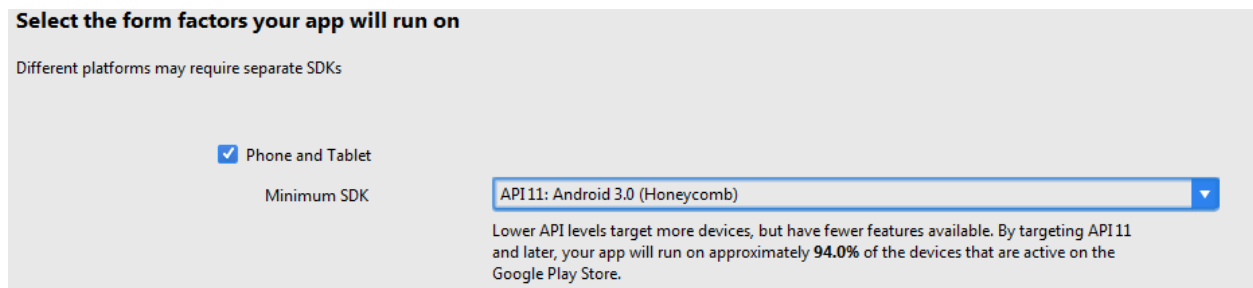 Select the form factors your app will run on
Different platforms may require separate SDKs
Phone and Tablet
Minimum SDK
API 11: Android 3.0 (Honeycomb)
Lower API levels target more devices, but have fewer features available. By targeting API 11
and later, your app will run on approximately 94.0% of the devices that are active on the
Google Play Store.